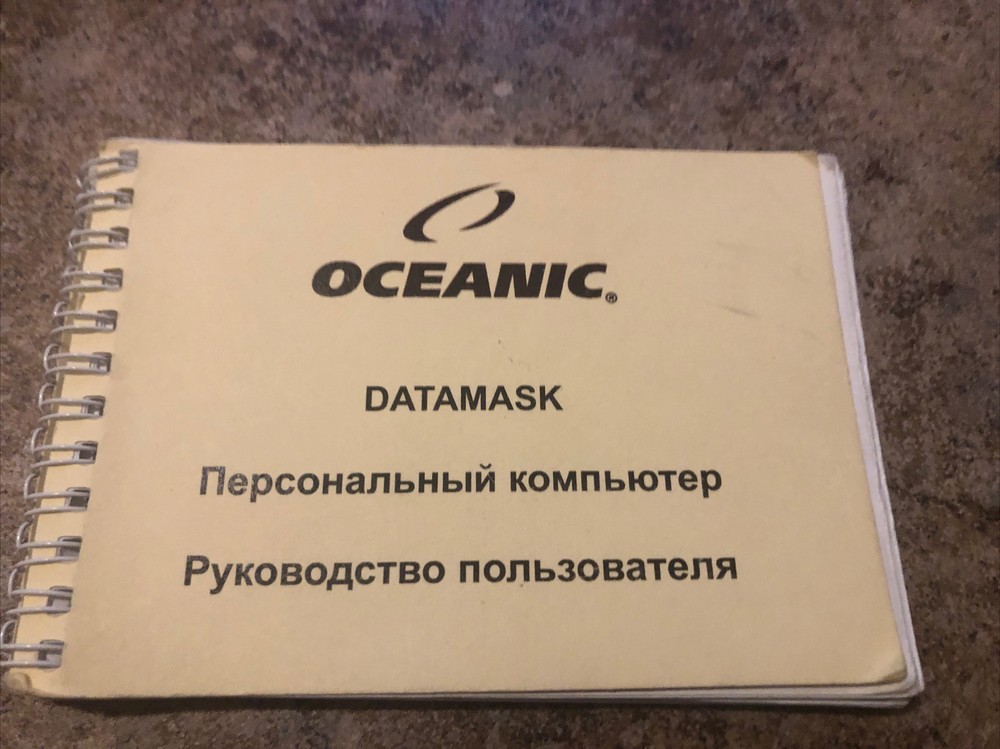 OCEANIC®
DATAMASK
Персональный компьютер
Руководство пользователя